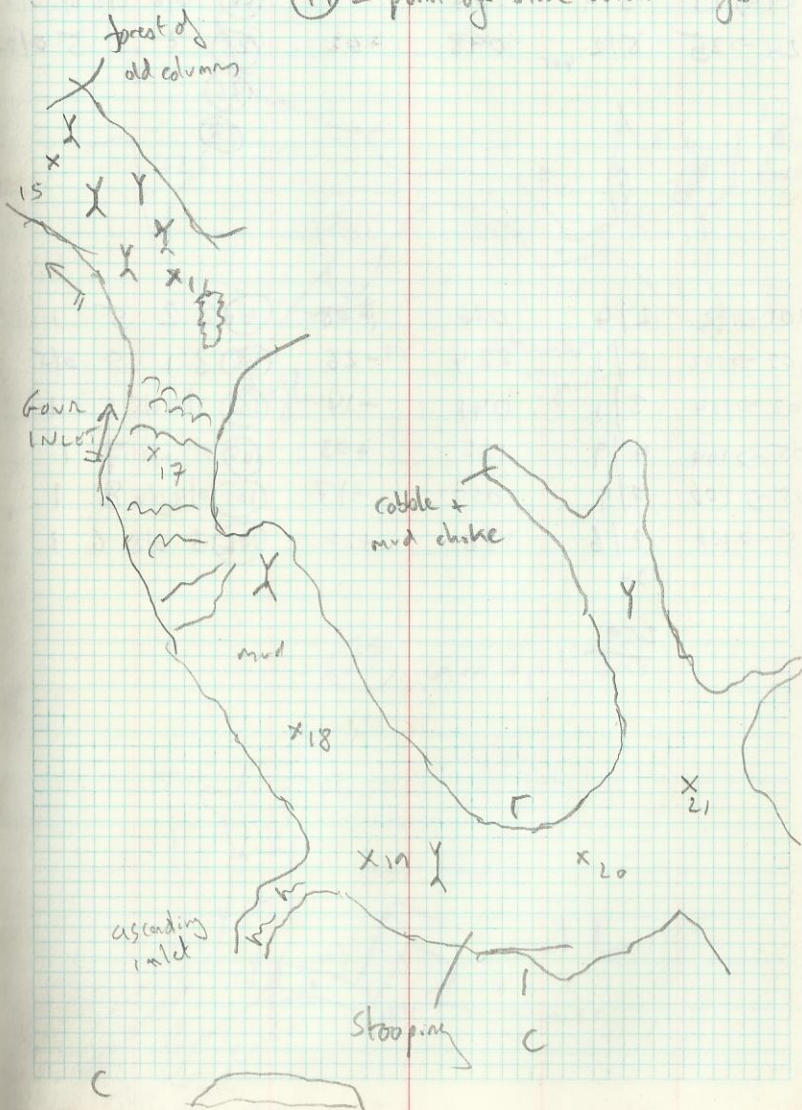 forest of
old columns
15
16
GOUR
INLET
17
cobble +
mud choke
mud
18
21
19
20
ascending
inlet
Stooping
C
C